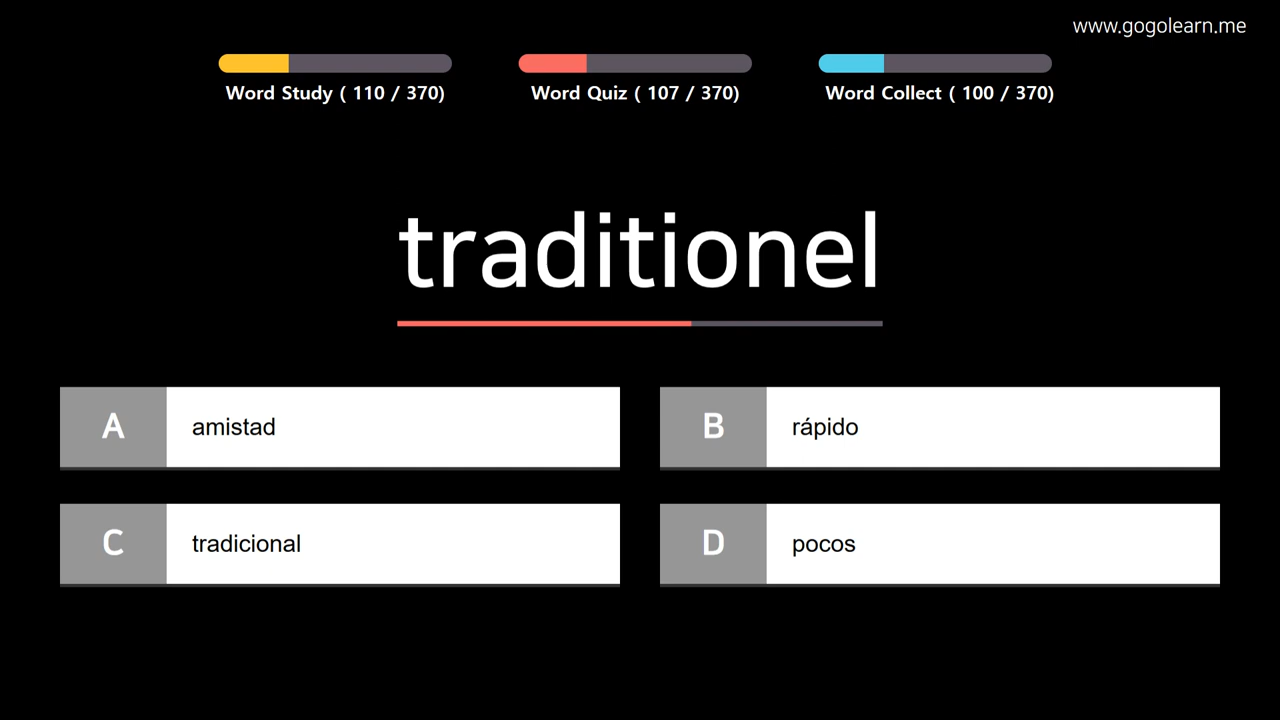 www.gogolearn.me
Word Study ( 110 / 370)
Word Quiz ( 107 / 370)
Word Collect ( 100 / 370)
traditionel
A amistad
B rápido
C tradicional
D pocos